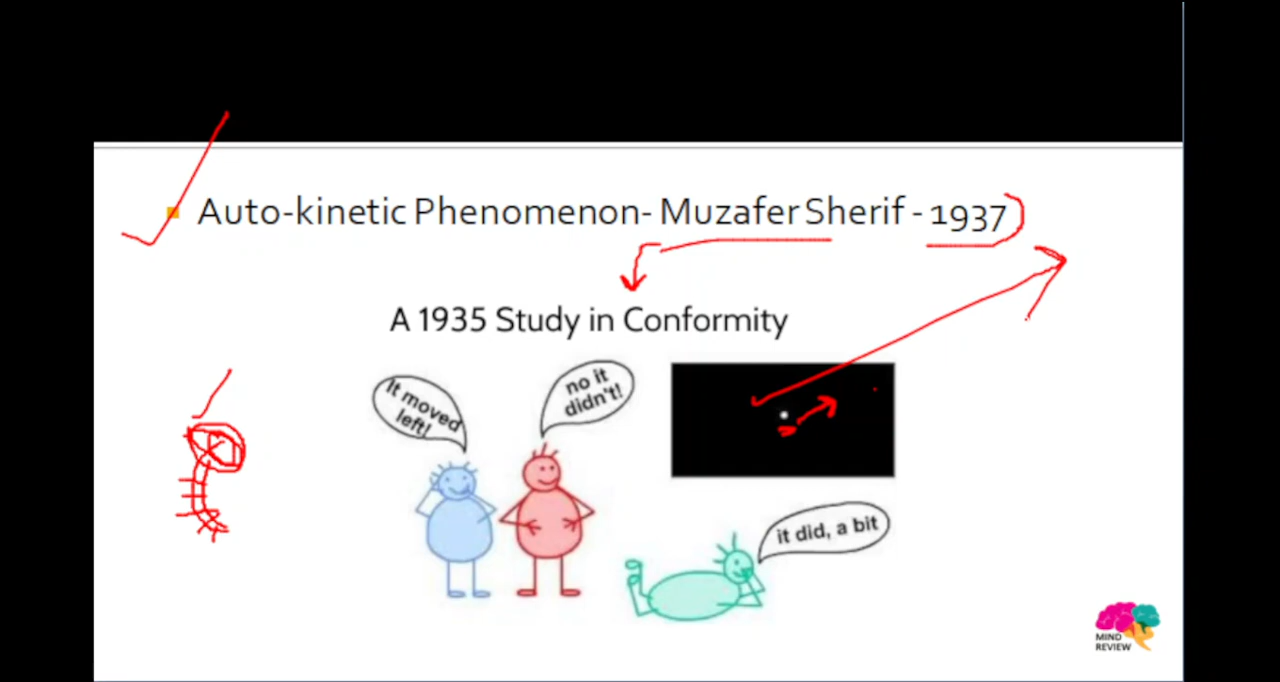 Auto-kinetic Phenomenon- Muzafer Sherif - 1937
A 1935 Study in Conformity
It moved
left!
no it
didn't!
it did, a bit
MIND
REVIEW